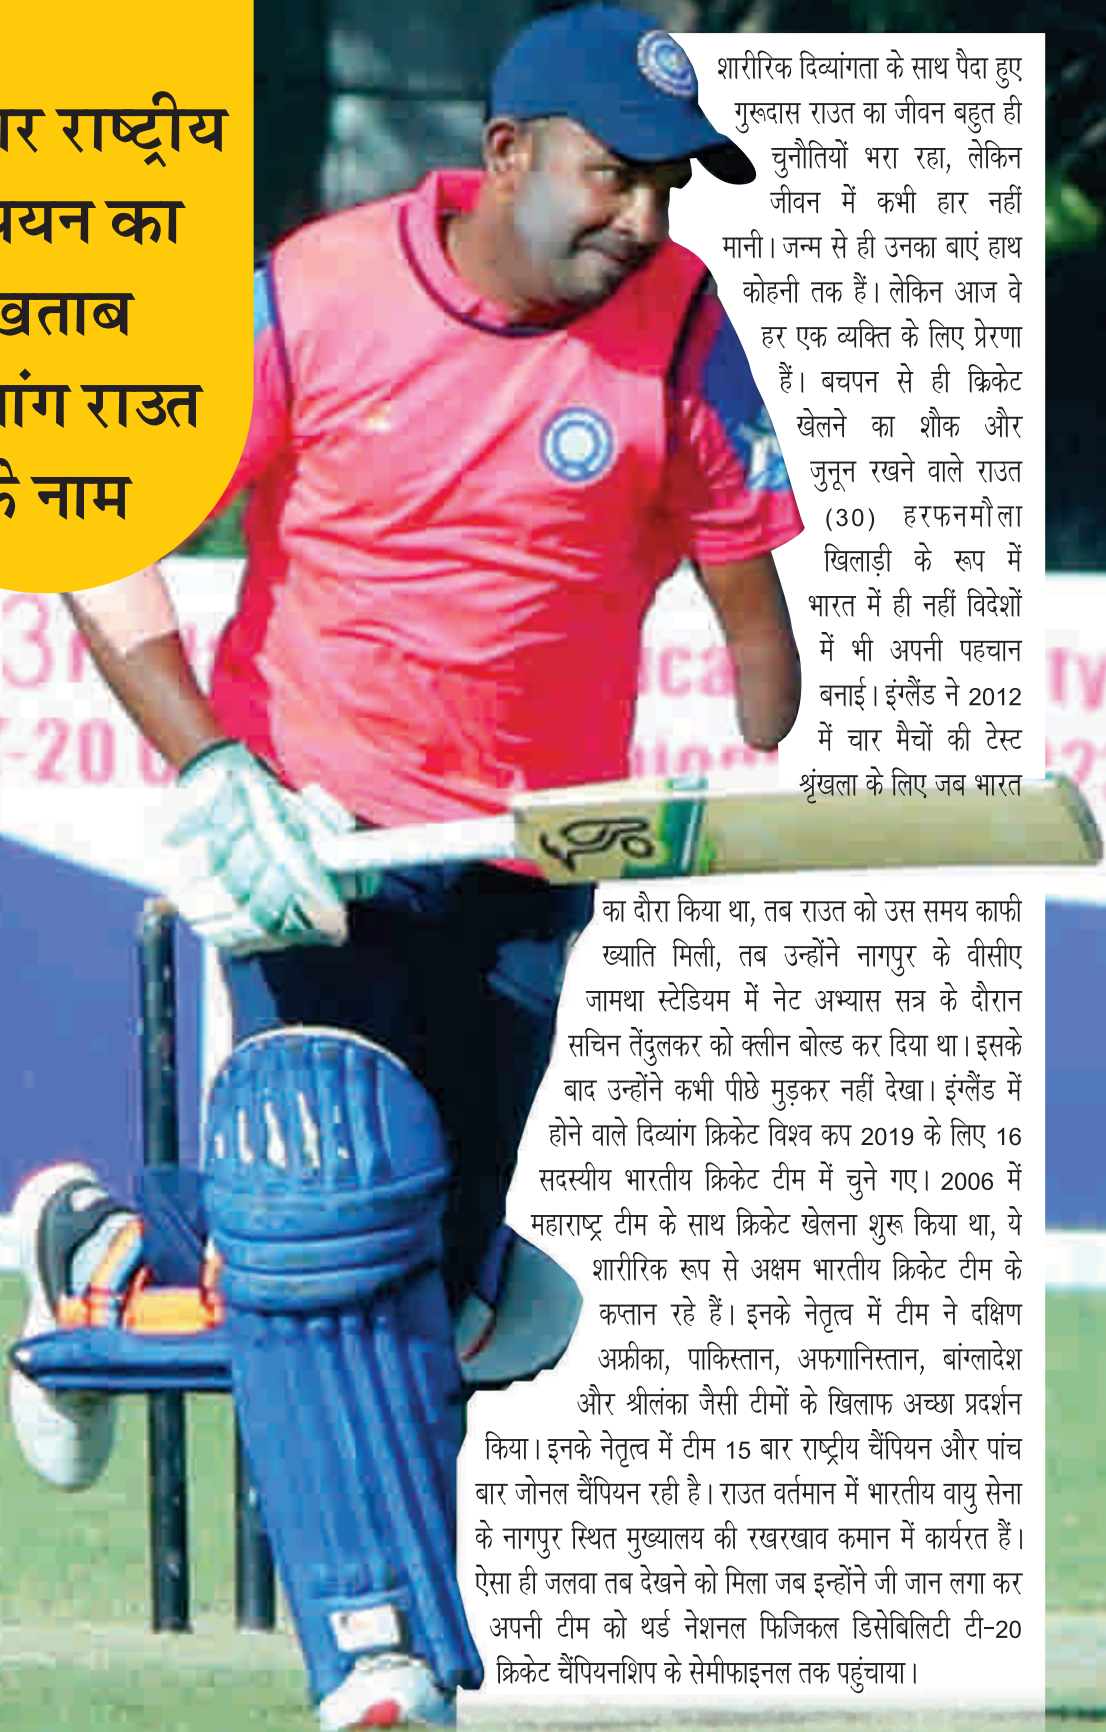 राष्ट्रीय
का
राउत
के नाम
शारीरिक दिव्यांगता के साथ पैदा हुए
गुरूदास राउत का जीवन बहुत ही
चुनौतियों भरा रहा, लेकिन
जीवन में कभी हार नहीं
मानी। जन्म से ही उनका बाएं हाथ
कोहनी तक हैं। लेकिन आज वे
हर एक व्यक्ति के लिए प्रेरणा
हैं। बचपन से ही क्रिकेट
खेलने का शौक और
जुनून रखने वाले राउत
(30) हरफनमौला
खिलाड़ी के रूप में
भारत में ही नहीं विदेशों
में भी अपनी पहचान
बनाई। इंग्लैंड ने 2012
में चार मैचों की टेस्ट
श्रृंखला के लिए जब भारत
का दौरा किया था, तब राउत को उस समय काफी
ख्याति मिली, तब उन्होंने नागपुर के वीसीए
जामथा स्टेडियम में नेट अभ्यास सत्र के दौरान
सचिन तेंदुलकर को क्लीन बोल्ड कर दिया था। इसके
बाद उन्होंने कभी पीछे मुड़कर नहीं देखा। इंग्लैंड में
होने वाले दिव्यांग क्रिकेट विश्व कप 2019 के लिए 16
सदस्यीय भारतीय क्रिकेट टीम में चुने गए। 2006 में
महाराष्ट्र टीम के साथ क्रिकेट खेलना शुरू किया था, ये
शारीरिक रूप से अक्षम भारतीय क्रिकेट टीम के
कप्तान रहे हैं। इनके नेतृत्व में टीम ने दक्षिण
अफ्रीका, पाकिस्तान, अफगानिस्तान, बांग्लादेश
और श्रीलंका जैसी टीमों के खिलाफ अच्छा प्रदर्शन
किया। इनके नेतृत्व में टीम 15 बार राष्ट्रीय चैंपियन और पांच
बार जोनल चैंपियन रही है। राउत वर्तमान में भारतीय वायु सेना
के नागपुर स्थित मुख्यालय की रखरखाव कमान में कार्यरत हैं।
ऐसा ही जलवा तब देखने को मिला जब इन्होंने जी जान लगा कर
अपनी टीम को थर्ड नेशनल फिजिकल डिसेबिलिटी टी-20
क्रिकेट चैंपियनशिप के सेमीफाइनल तक पहुंचाया।